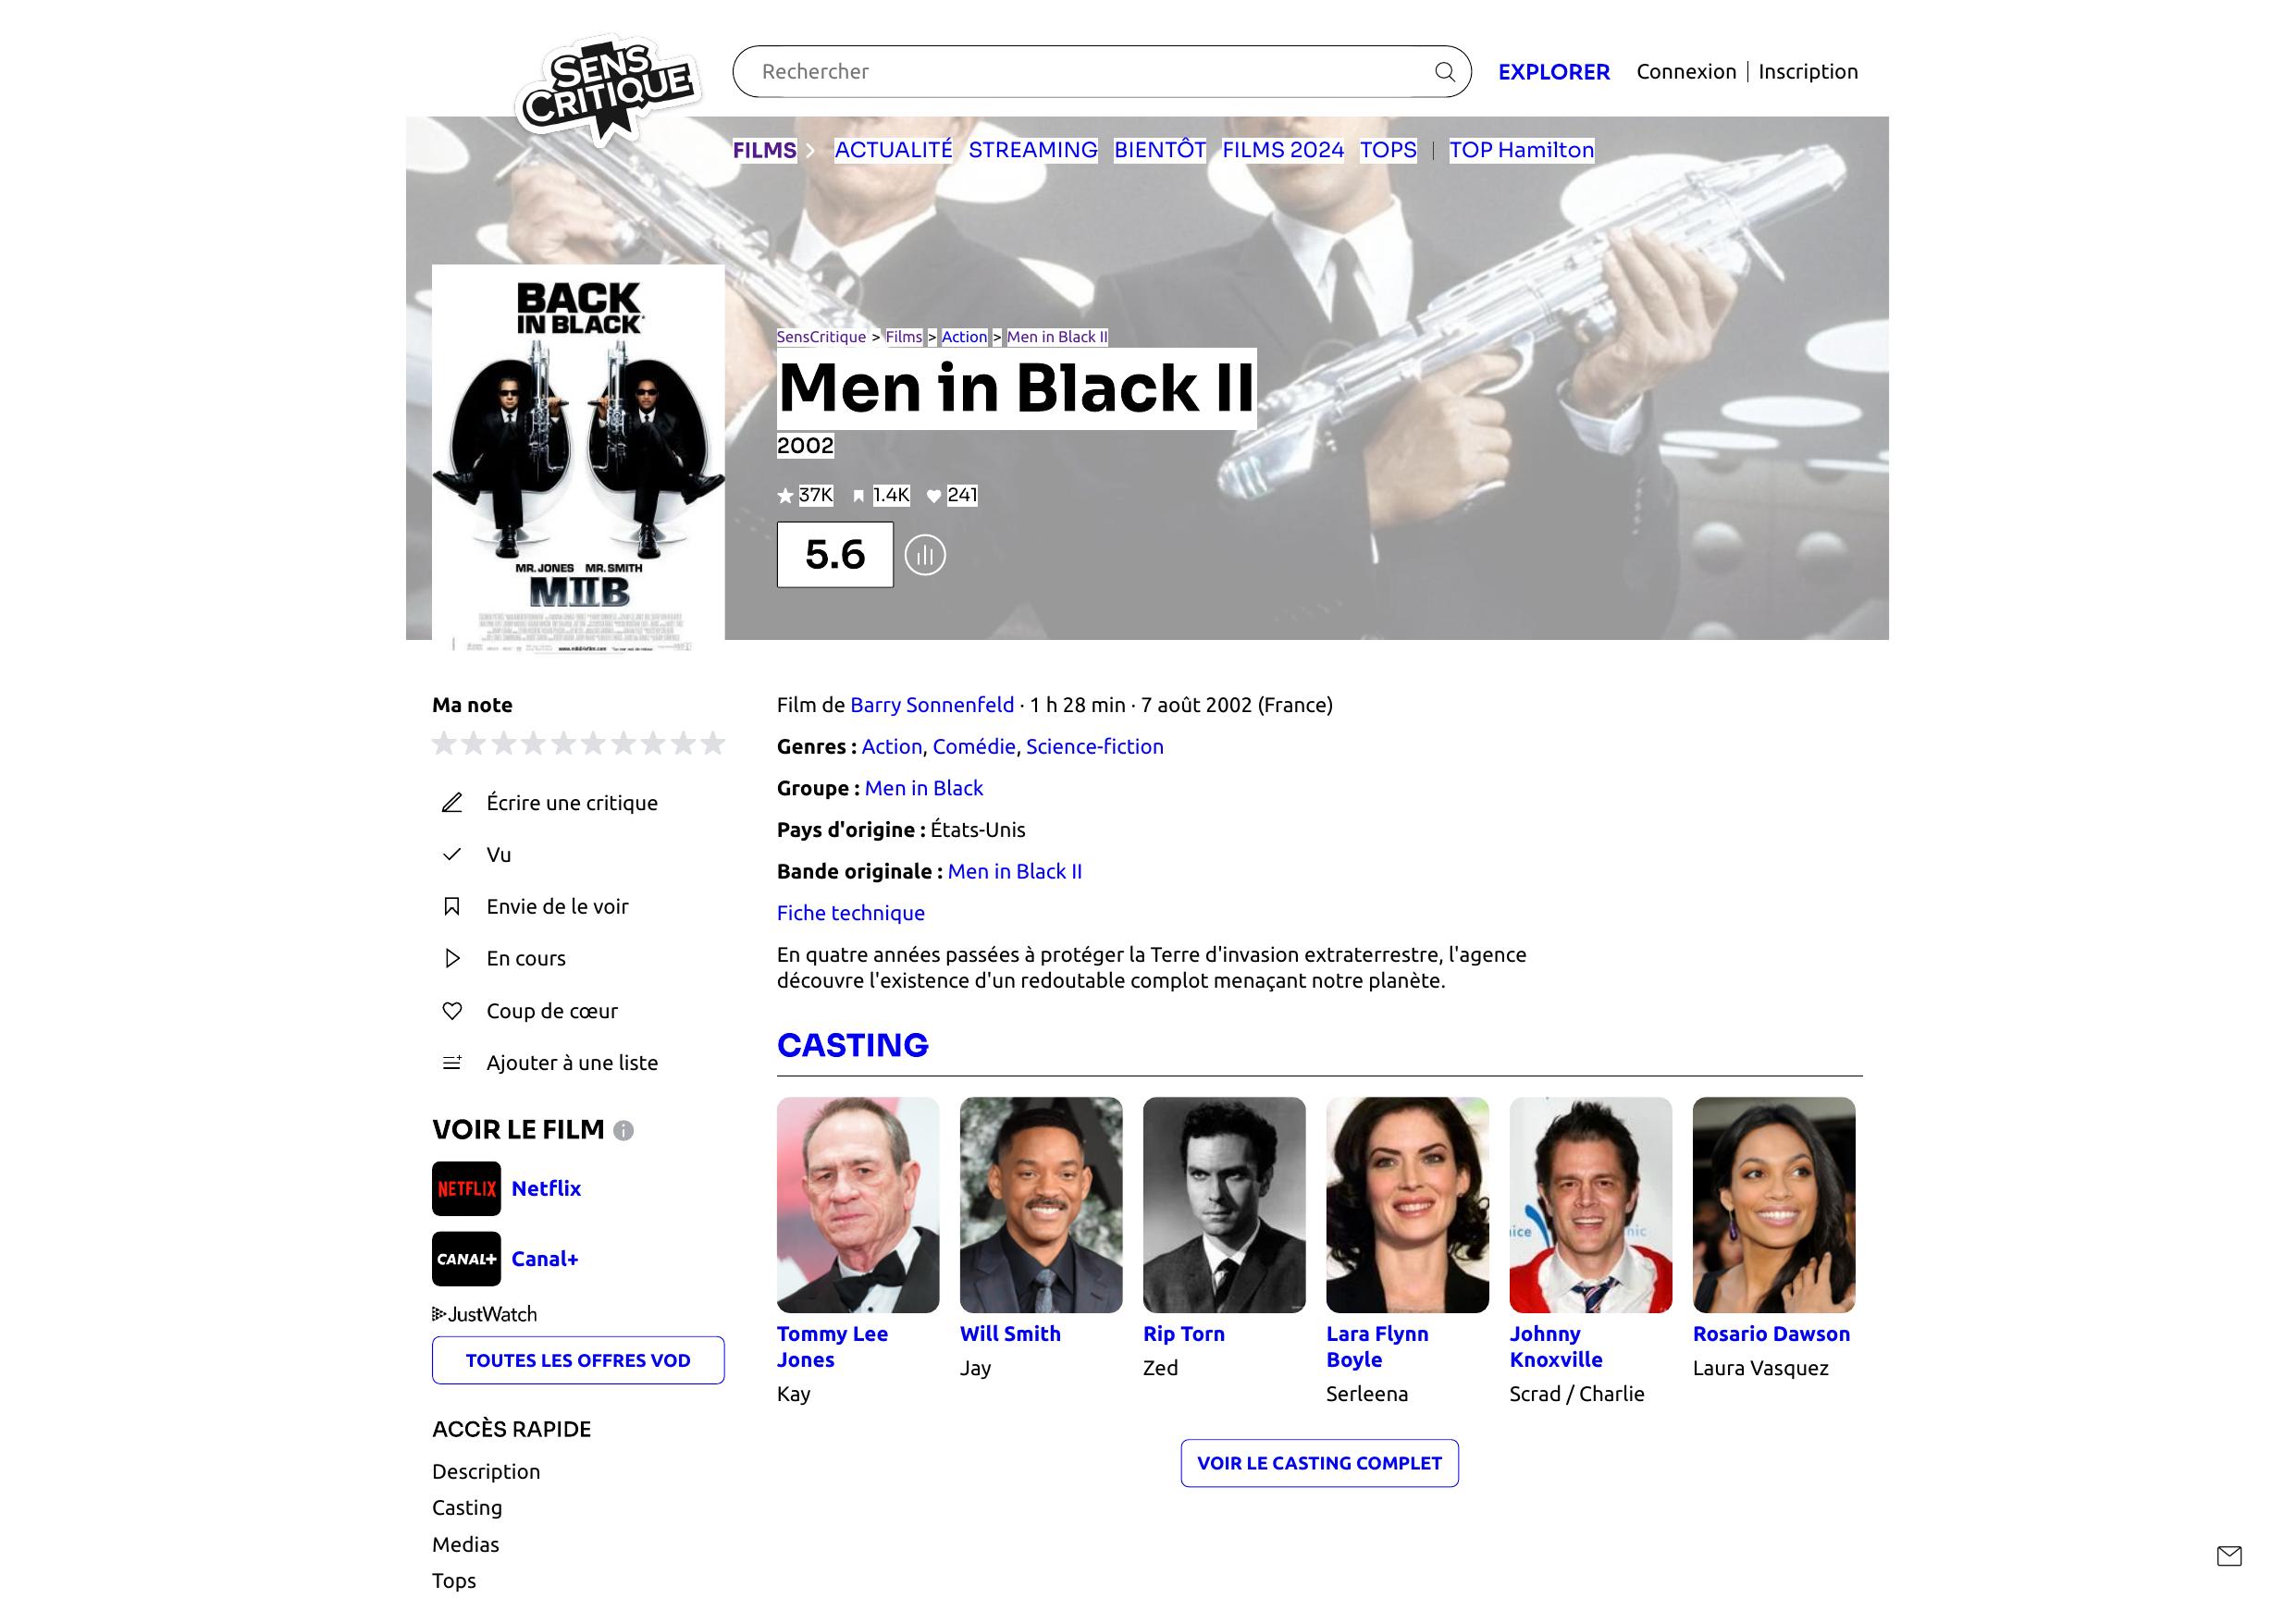 SENS
CRITIQUE
Rechercher
EXPLORER
Connexion | Inscription
FILMS
ACTUALITÉ
STREAMING
BIENTÔT
FILMS 2024
TOPS
TOP Hamilton
BACK
IN BLACK
MR. JONES MR. SMITH
MIIB
SensCritique > Films > Action > Men in Black II
Men in Black II
2002
37K 1.4K 241
5.6
Ma note
Écrire une critique
Vu
Envie de le voir
En cours
Coup de cœur
Ajouter à une liste
VOIR LE FILM
NETFLIX Netflix
CANAL+ Canal+
JustWatch
TOUTES LES OFFRES VOD
ACCÈS RAPIDE
Description
Casting
Medias
Tops
Film de Barry Sonnenfeld · 1 h 28 min · 7 août 2002 (France)
Genres : Action, Comédie, Science-fiction
Groupe : Men in Black
Pays d'origine : États-Unis
Bande originale : Men in Black II
Fiche technique
En quatre années passées à protéger la Terre d'invasion extraterrestre, l'agence
découvre l'existence d'un redoutable complot menaçant notre planète.
CASTING
Tommy Lee
Jones
Kay
Will Smith
Jay
Rip Torn
Zed
Lara Flynn
Boyle
Serleena
Johnny
Knoxville
Scrad / Charlie
Rosario Dawson
Laura Vasquez
VOIR LE CASTING COMPLET